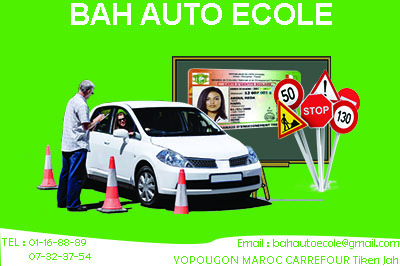 BAH AUTO ECOLE
50
STOP
130
TEL : 01-16-88-89
07-32-37-54
Email : bahautoecole@gmail.com
YOPOUGON MAROC CARREFOUR Tiken Jah